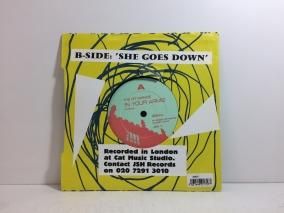 B-SIDE: 'SHE GOES DOWN'
A
IN YOUR ARMS
Recorded in London
at Cat Music Studio.
Contact JSH Records
on 020 7291 3010